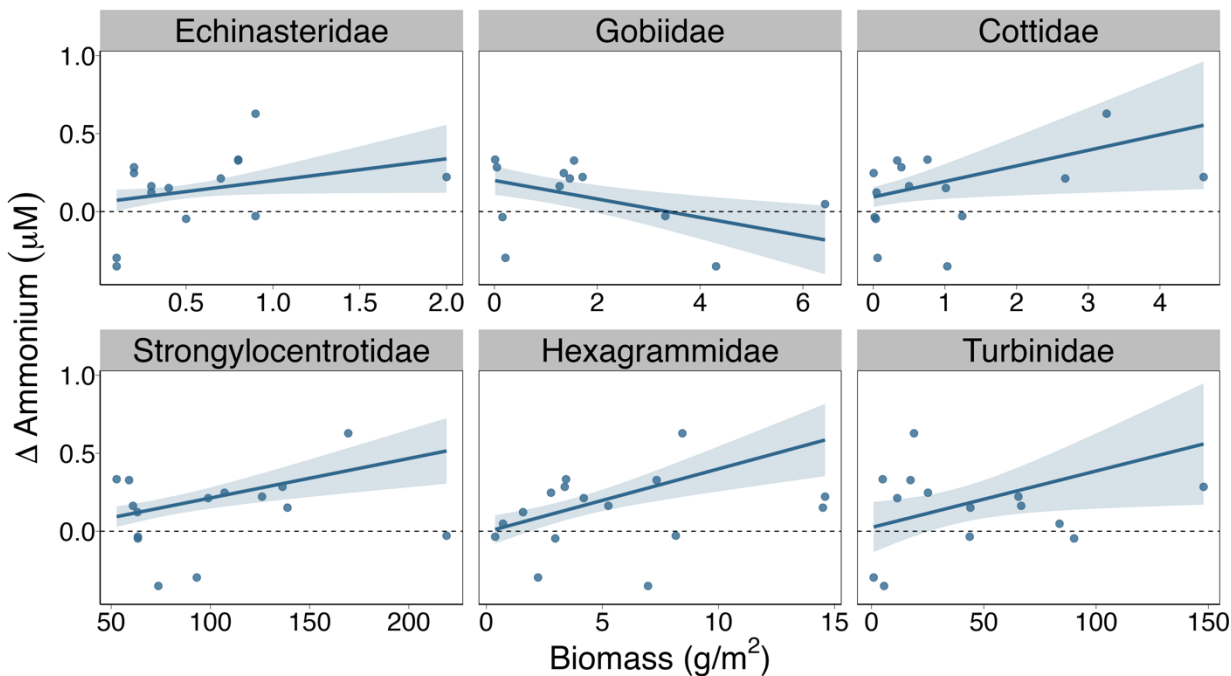 Echinasteridae Gobiidae Cottidae
1.0
0.5
0.0
0.5 1.0 1.5 2.0 0 2 4 6 0 1 2 3 4
Δ Ammonium (μM)
Strongylocentrotidae Hexagrammidae Turbinidae
1.0
0.5
0.0
50 100 150 200 0 5 10 15 0 50 100 150
Biomass (g/m²)